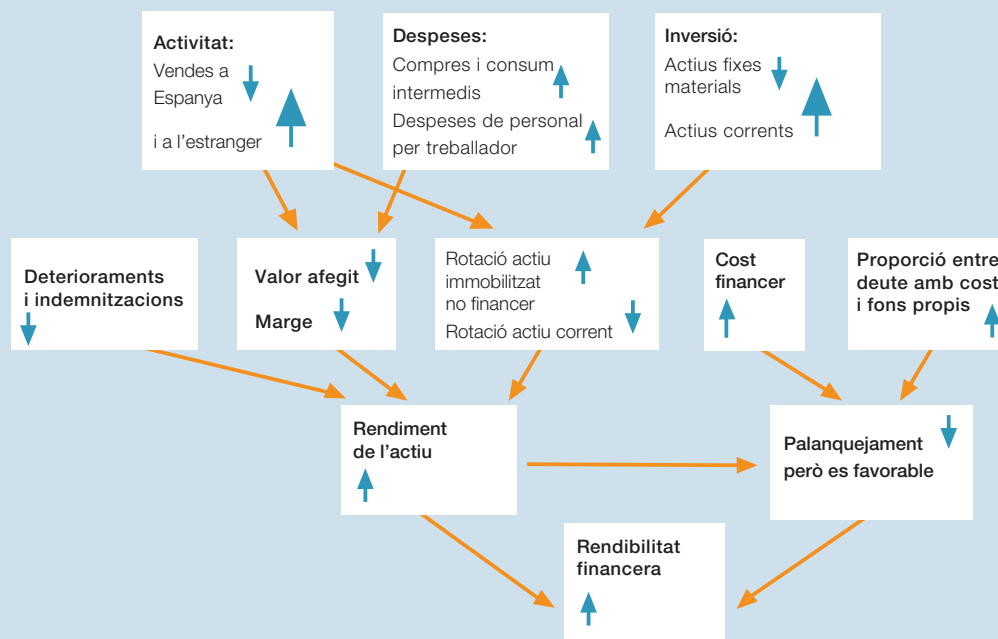 Activitat:
Vendes a
Espanya
i a l'estranger
Despeses:
Compres i consum
intermedis
Despeses de personal
per treballador
Inversió:
Actius fixes
materials
Actius corrents
Deterioraments
i indemnitzacions
Valor afegit
Marge
Rotació actiu
immobilitzat
no financer
Rotació actiu corrent
Cost
financer
Proporció entre
deute amb cost
i fons propis
Rendiment
de l'actiu
Palanquejament
però es favorable
Rendibilitat
financera